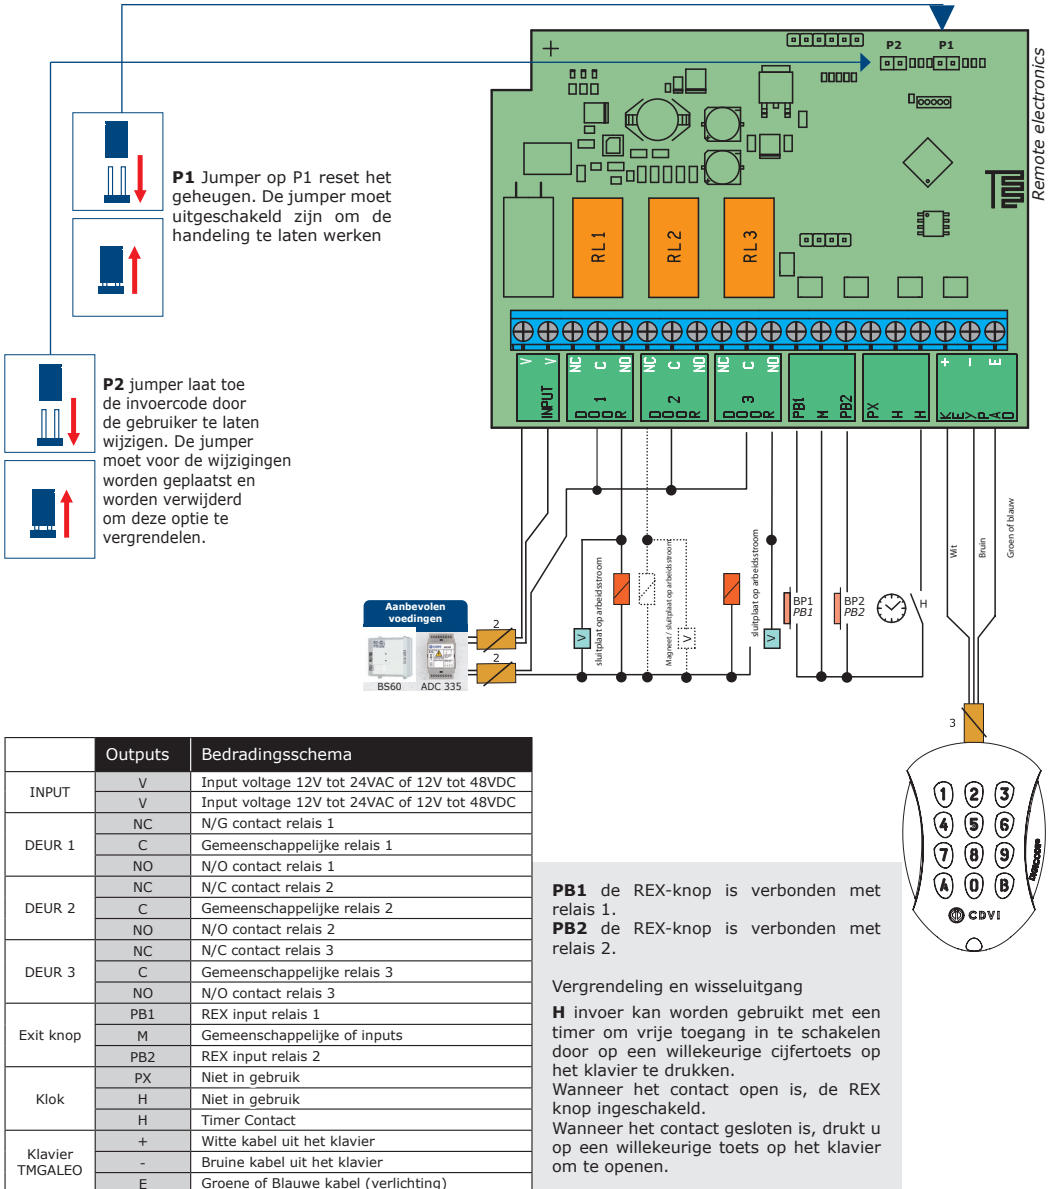 P2 P1
Remote electronics
P1 Jumper op P1 reset het
geheugen. De jumper moet
uitgeschakeld zijn om de
handeling te laten werken
RL1 RL2 RL3
P2 jumper laat toe
de invoercode door
de gebruiker te laten
wijzigen. De jumper
moet voor de wijzigingen
worden geplaatst en
worden verwijderd
om deze optie te
vergrendelen.
V V NC C NO NC C NO NC C NO PB1 M PB2 PX H H + - E
INPUT DOOR 1 DOOR 2 DOOR 3 KEYPAD
Wit
Bruin
Groen of blauw
sluitplaat op arbeidsstroom
Magneet / sluitplaat op arbeidsstroom
sluitplaat op arbeidsstroom
V
V
V
BP1
PB1
BP2
PB2
H
Aanbevolen
voedingen
BS60 ADC 335
2
2
3
1 2 3
4 5 6
7 8 9
A 0 B
DIGICODE®
CDVI
Outputs Bedradingsschema
INPUT
V Input voltage 12V tot 24VAC of 12V tot 48VDC
V Input voltage 12V tot 24VAC of 12V tot 48VDC
DEUR 1
NC N/G contact relais 1
C Gemeenschappelijke relais 1
NO N/O contact relais 1
DEUR 2
NC N/C contact relais 2
C Gemeenschappelijke relais 2
NO N/O contact relais 2
DEUR 3
NC N/C contact relais 3
C Gemeenschappelijke relais 3
NO N/O contact relais 3
Exit knop
PB1 REX input relais 1
M Gemeenschappelijke of inputs
PB2 REX input relais 2
Klok
PX Niet in gebruik
H Niet in gebruik
H Timer Contact
Klavier
TMGALEO
+ Witte kabel uit het klavier
- Bruine kabel uit het klavier
E Groene of Blauwe kabel (verlichting)
PB1 de REX-knop is verbonden met
relais 1.
PB2 de REX-knop is verbonden met
relais 2.
Vergrendeling en wisseluitgang
H invoer kan worden gebruikt met een
timer om vrije toegang in te schakelen
door op een willekeurige cijfertoets op
het klavier te drukken.
Wanneer het contact open is, de REX
knop ingeschakeld.
Wanneer het contact gesloten is, drukt u
op een willekeurige toets op het klavier
om te openen.